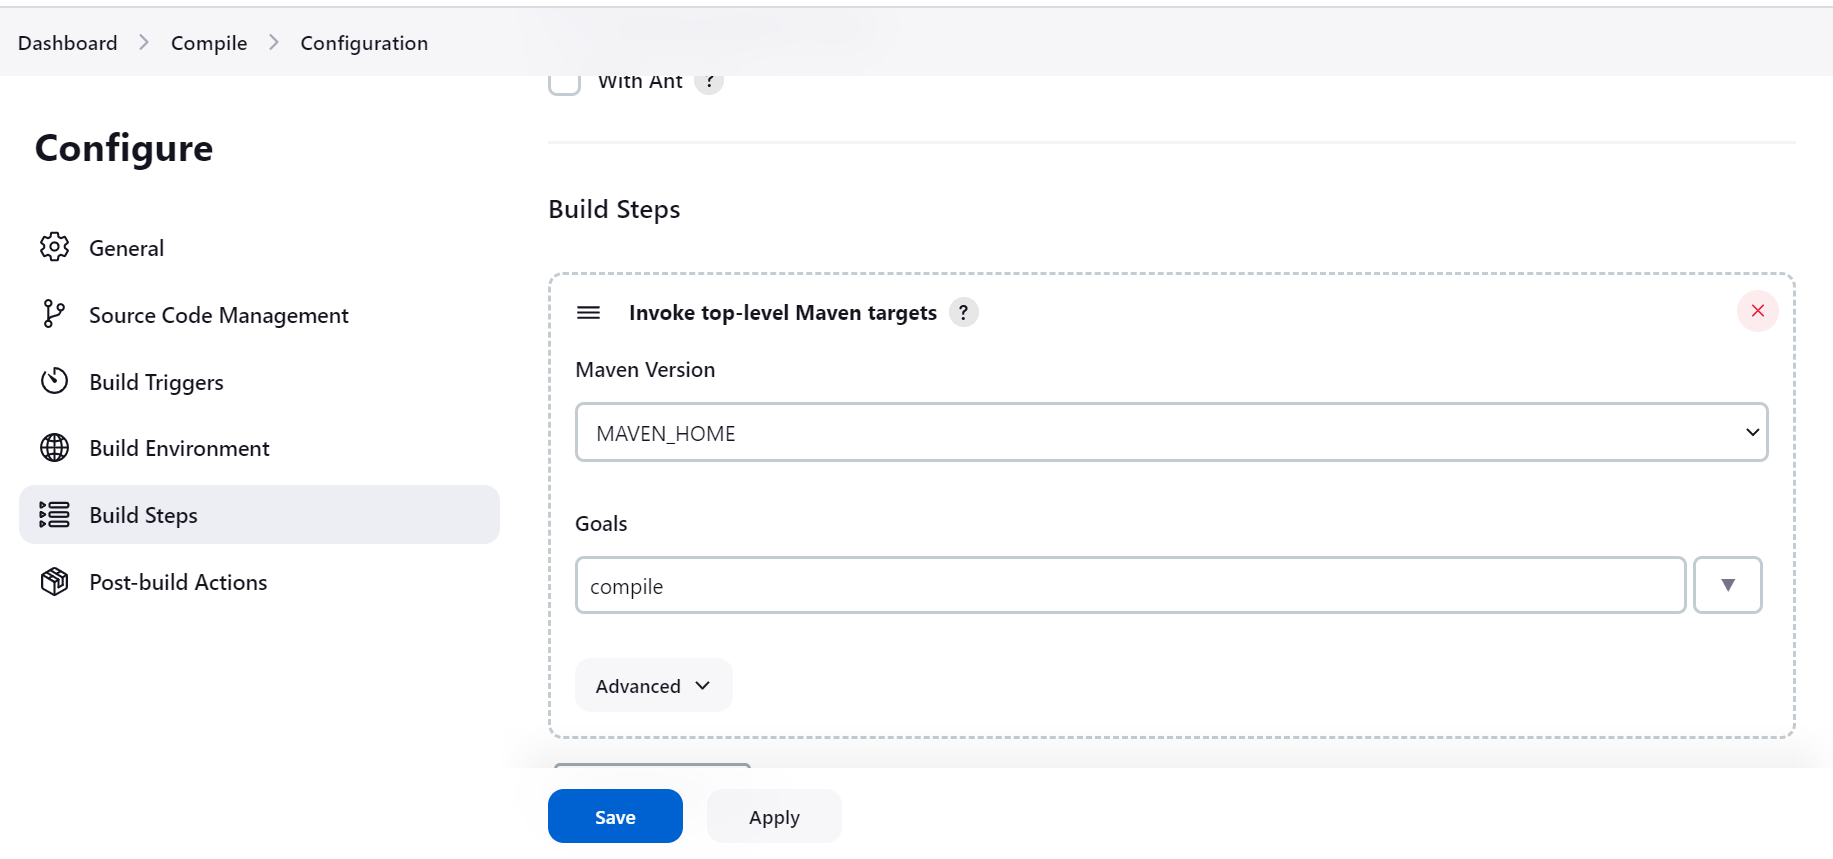 Dashboard > Compile > Configuration
With Ant ?
Configure
General
Source Code Management
Build Triggers
Build Environment
Build Steps
Post-build Actions
Build Steps
Invoke top-level Maven targets ?
Maven Version
MAVEN_HOME
Goals
compile
Advanced
Save
Apply